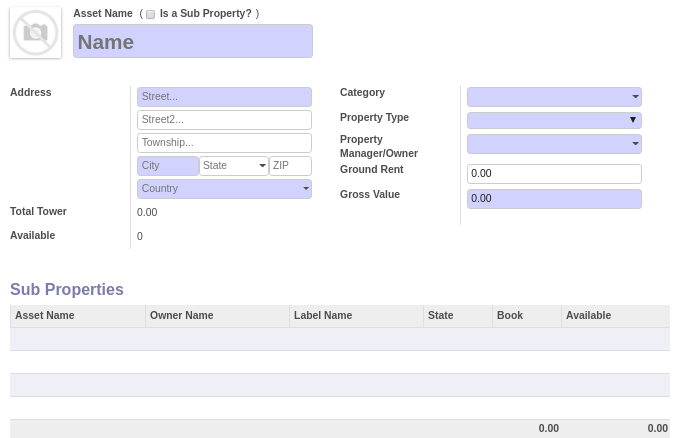 Asset Name ( Is a Sub Property? )
Name
Address
Street...
Street2...
Township...
City State ZIP
Country
Total Tower 0.00
Available 0
Category
Property Type
Property
Manager/Owner
Ground Rent 0.00
Gross Value 0.00
Sub Properties
Asset Name Owner Name Label Name State Book Available
0.00 0.00